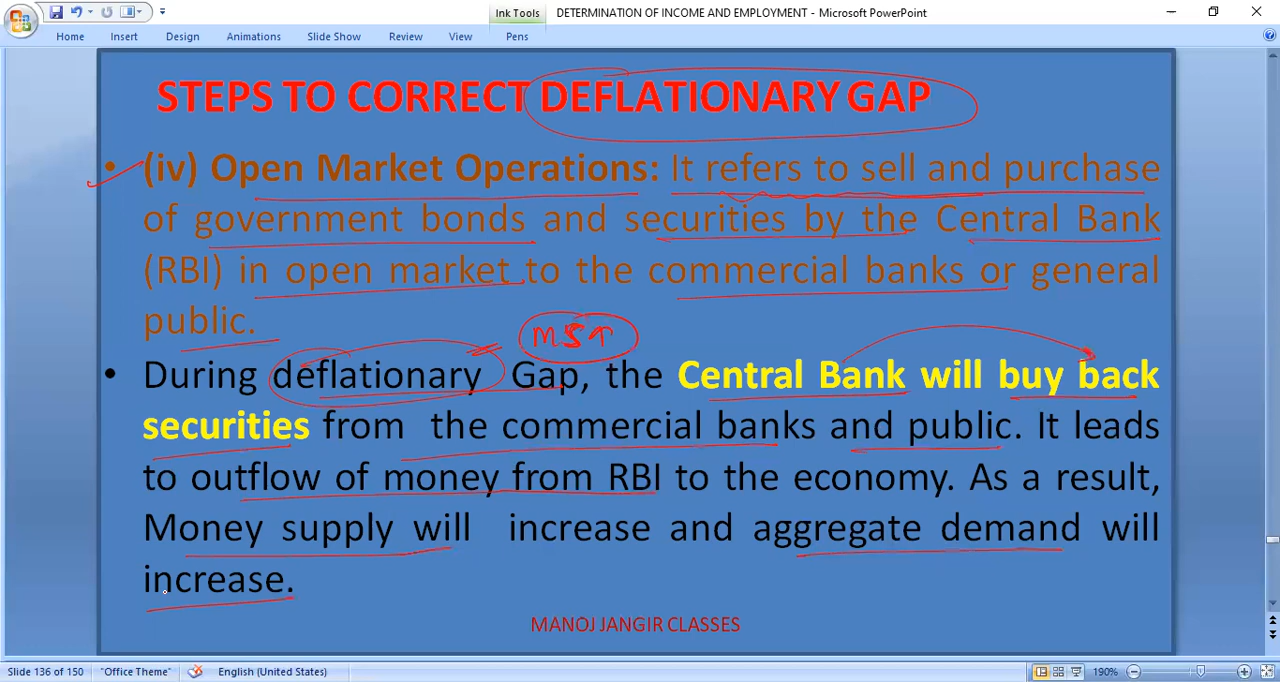 Ink Tools
DETERMINATION OF INCOME AND EMPLOYMENT - Microsoft PowerPoint
Home Insert Design Animations Slide Show Review View Pens
STEPS TO CORRECT DEFLATIONARY GAP
• (iv) Open Market Operations: It refers to sell and purchase
of government bonds and securities by the Central Bank
(RBI) in open market to the commercial banks or general
public.
MS↑
• During deflationary Gap, the Central Bank will buy back
securities from the commercial banks and public. It leads
to outflow of money from RBI to the economy. As a result,
Money supply will increase and aggregate demand will
increase.
MANOJ JANGIR CLASSES
Slide 136 of 150 "Office Theme" English (United States) 190%